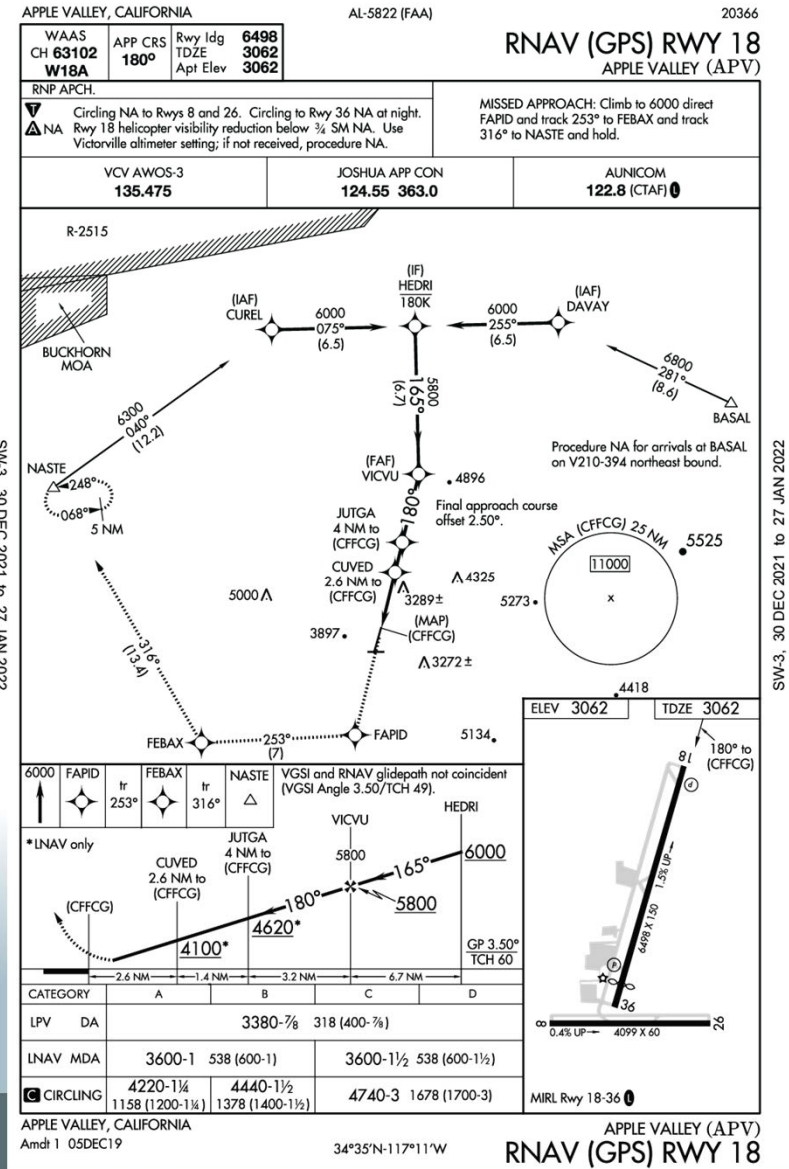 APPLE VALLEY, CALIFORNIA
AL-5822 (FAA)
20366
WAAS
CH 63102
W18A
APP CRS
180°
Rwy ldg 6498
TDZE 3062
Apt Elev 3062
RNAV (GPS) RWY 18
APPLE VALLEY (APV)
RNP APCH.
T
A NA
Circling NA to Rwys 8 and 26. Circling to Rwy 36 NA at night.
Rwy 18 helicopter visibility reduction below ¾ SM NA. Use
Victorville altimeter setting; if not received, procedure NA.
MISSED APPROACH: Climb to 6000 direct
FAPID and track 253° to FEBAX and track
316° to NASTE and hold.
VCV AWOS-3
135.475
JOSHUA APP CON
124.55 363.0
AUNICOM
122.8 (CTAF) L
R-2515
BUCKHORN
MOA
(IAF)
CUREL
6000
075°
(6.5)
(IF)
HEDRI
180K
6000
255°
(6.5)
(IAF)
DAVAY
6800
281°
(8.6)
BASAL
Procedure NA for arrivals at BASAL
on V210-394 northeast bound.
6300
040°
(12.2)
5800
165°
(6.7)
NASTE
248°
068°
5 NM
(FAF)
VICVU
4896
180°
Final approach course
offset 2.50°.
JUTGA
4 NM to
(CFFCG)
CUVED
2.6 NM to
(CFFCG)
5000
4325
3289±
3897
(MAP)
(CFFCG)
3272±
MSA (CFFCG) 25 NM
11000
x
5525
5273
4418
5134
316°
(13.4)
FEBAX
253°
(7)
FAPID
SW-3, 30 DEC 2021 to 27 JAN 2022
SW-3, 30 DEC 2021 to 27 JAN 2022
ELEV 3062
TDZE 3062
180° to
(CFFCG)
18
P
1.5% UP
6498 X 150
P
36
8
0.4% UP
4099 X 60
26
MIRL Rwy 18-36 L
6000
FAPID
tr
253°
FEBAX
tr
316°
NASTE
VGSI and RNAV glidepath not coincident
(VGSI Angle 3.50/TCH 49).
*LNAV only
(CFFCG)
CUVED
2.6 NM to
(CFFCG)
JUTGA
4 NM to
(CFFCG)
VICVU
5800
HEDRI
6000
165°
5800
180°
4620*
4100*
GP 3.50°
TCH 60
2.6 NM
1.4 NM
3.2 NM
6.7 NM
CATEGORY A B C D
LPV DA 3380-⅞ 318 (400-⅞)
LNAV MDA 3600-1 538 (600-1) 3600-1½ 538 (600-1½)
C CIRCLING 4220-1¼ 1158 (1200-1¼) 4440-1½ 1378 (1400-1½) 4740-3 1678 (1700-3)
APPLE VALLEY, CALIFORNIA
Amdt 1 05DEC19
34°35'N-117°11'W
APPLE VALLEY (APV)
RNAV (GPS) RWY 18